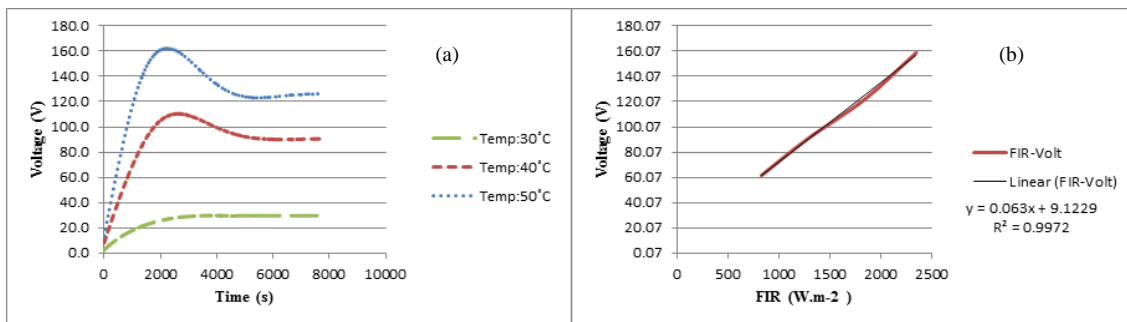 180.0
160.0
140.0
120.0
100.0
80.0
60.0
40.0
20.0
0.0
Voltage (V)
0 2000 4000 6000 8000 10000
Time (s)
(a)
Temp:30˚C
Temp:40˚C
Temp:50˚C
180.07
160.07
140.07
120.07
100.07
80.07
60.07
40.07
20.07
0.07
Voltage (V)
0 500 1000 1500 2000 2500
FIR (W.m-2 )
(b)
FIR-Volt
Linear (FIR-Volt)
y = 0.063x + 9.1229
R² = 0.9972